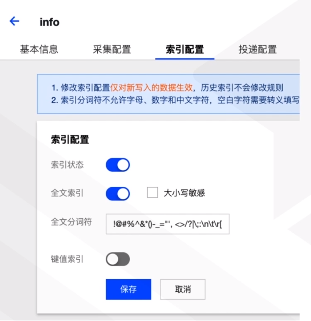 info
基本信息 采集配置 索引配置 投递配置
1. 修改索引配置仅对新写入的数据生效，历史索引不会修改规则
2. 索引分词符不允许字母、数字和中文字符，空白字符需要转义填写
索引配置
索引状态
全文索引 大小写敏感
全文分词符 !@#%^&*()-_="', <>/?|\;:\n\t\r[
键值索引
保存 取消